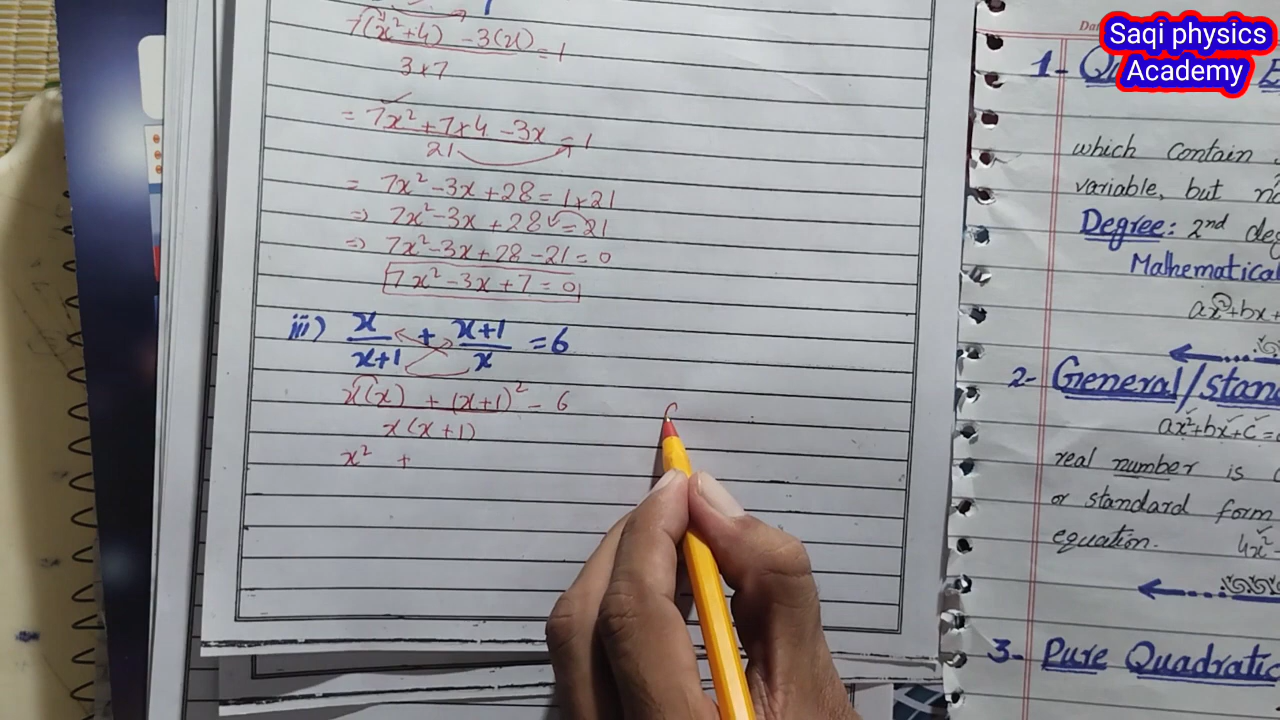 7(x²+4) -3(x) = 1
3×7
= 7x² + 7×4 - 3x = 1
21
= 7x² - 3x + 28 = 1×21
=) 7x² - 3x + 28 = 21
=) 7x² - 3x + 28 - 21 = 0
7x² - 3x + 7 = 0
iii) x + x+1 = 6
x+1 x
x(x) + (x+1)² - 6
x(x+1)
x² +
Saqi physics
Academy
1-
which contain
variable, but
Degree: 2nd
Mathematical
ax²+bx+
2- General/
ax²+bx+c=
real number is
or standard form
equation. 4x²-
3- Pure